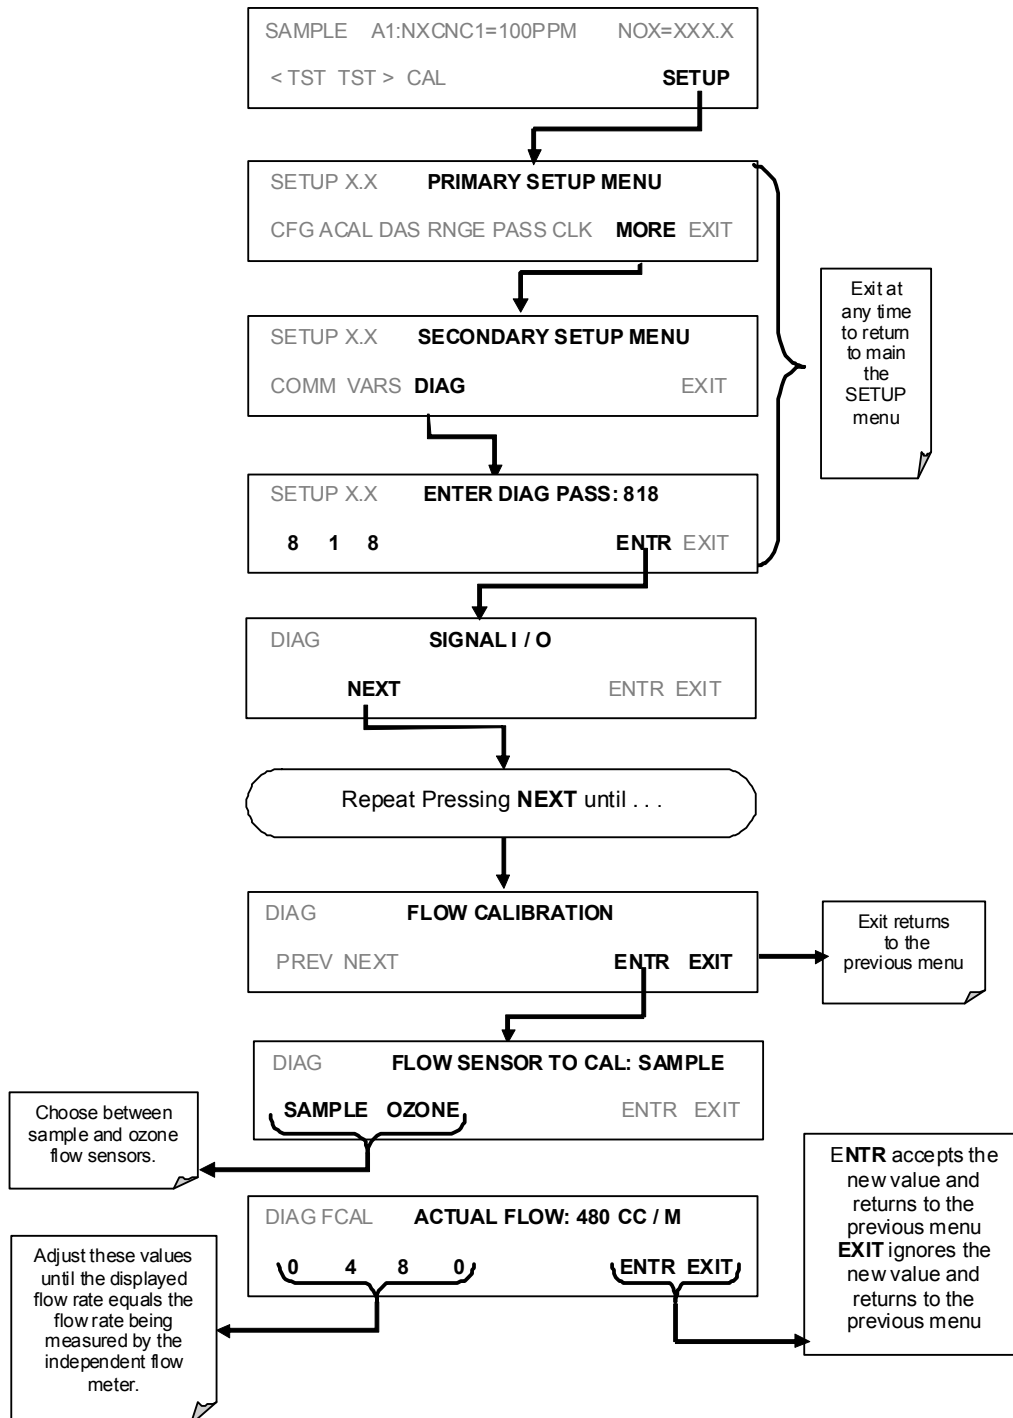 SAMPLE A1:NXCNC1=100PPM NOX=XXX.X
< TST TST > CAL SETUP
SETUP X.X PRIMARY SETUP MENU
CFG ACAL DAS RNGE PASS CLK MORE EXIT
Exit at
any time
to return
to main
the
SETUP
menu
SETUP X.X SECONDARY SETUP MENU
COMM VARS DIAG EXIT
SETUP X.X ENTER DIAG PASS: 818
8 1 8 ENTR EXIT
DIAG SIGNAL I / O
NEXT ENTR EXIT
Repeat Pressing NEXT until . . .
DIAG FLOW CALIBRATION
PREV NEXT ENTR EXIT
Exit returns
to the
previous menu
DIAG FLOW SENSOR TO CAL: SAMPLE
SAMPLE OZONE ENTR EXIT
Choose between
sample and ozone
flow sensors.
DIAG FCAL ACTUAL FLOW: 480 CC / M
0 4 8 0 ENTR EXIT
ENTR accepts the
new value and
returns to the
previous menu
EXIT ignores the
new value and
returns to the
previous menu
Adjust these values
until the displayed
flow rate equals the
flow rate being
measured by the
independent flow
meter.